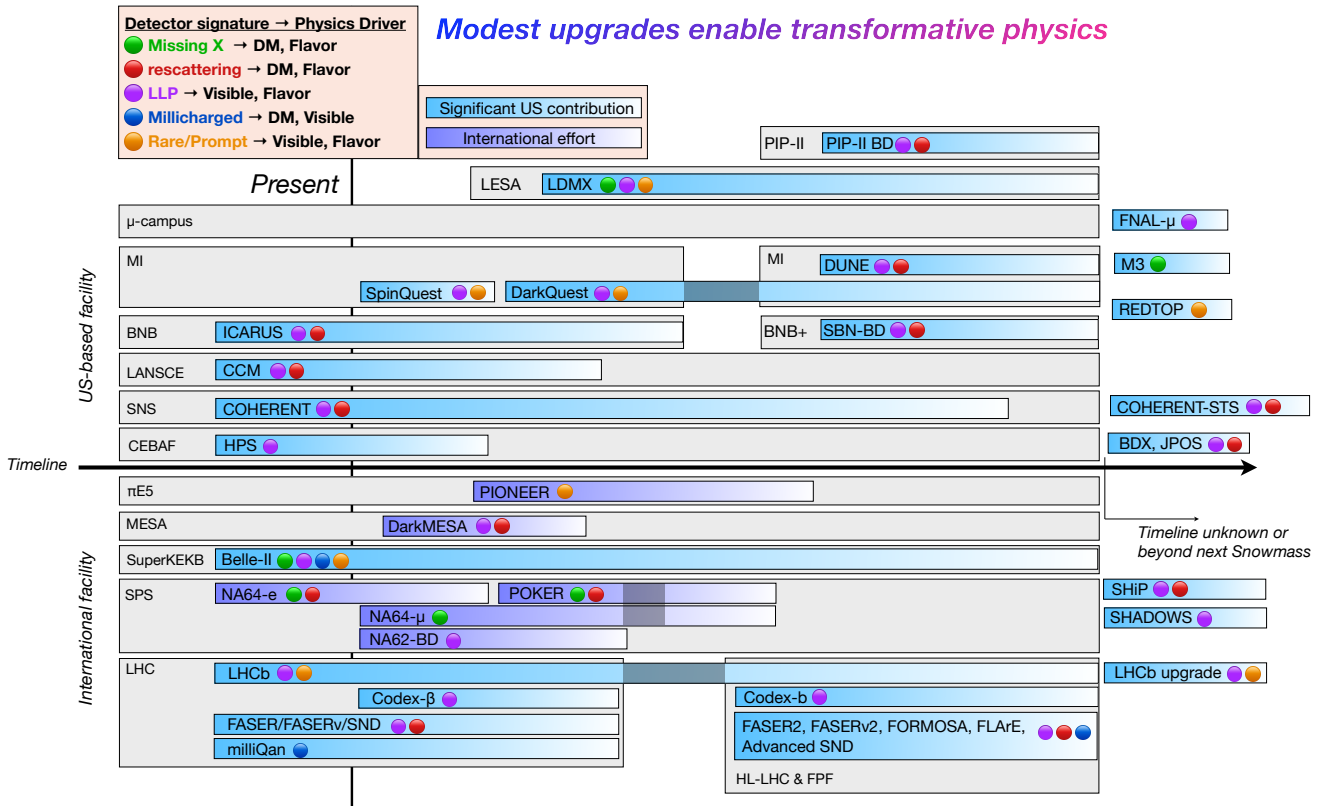 Modest upgrades enable transformative physics
Detector signature → Physics Driver
Missing X → DM, Flavor
rescattering → DM, Flavor
LLP → Visible, Flavor
Millicharged → DM, Visible
Rare/Prompt → Visible, Flavor
Significant US contribution
International effort
Present
PIP-II
PIP-II BD
LESA
LDMX
μ-campus
FNAL-μ
MI
MI
DUNE
M3
SpinQuest
DarkQuest
REDTOP
BNB
ICARUS
BNB+
SBN-BD
LANSCE
CCM
SNS
COHERENT
COHERENT-STS
CEBAF
HPS
BDX, JPOS
US-based facility
Timeline
πE5
PIONEER
MESA
DarkMESA
Timeline unknown or
beyond next Snowmass
SuperKEKB
Belle-II
SPS
NA64-e
POKER
SHiP
NA64-μ
SHADOWS
NA62-BD
International facility
LHC
LHCb
LHCb upgrade
Codex-β
Codex-b
FASER/FASERν/SND
FASER2, FASERν2, FORMOSA, FLArE,
Advanced SND
milliQan
HL-LHC & FPF